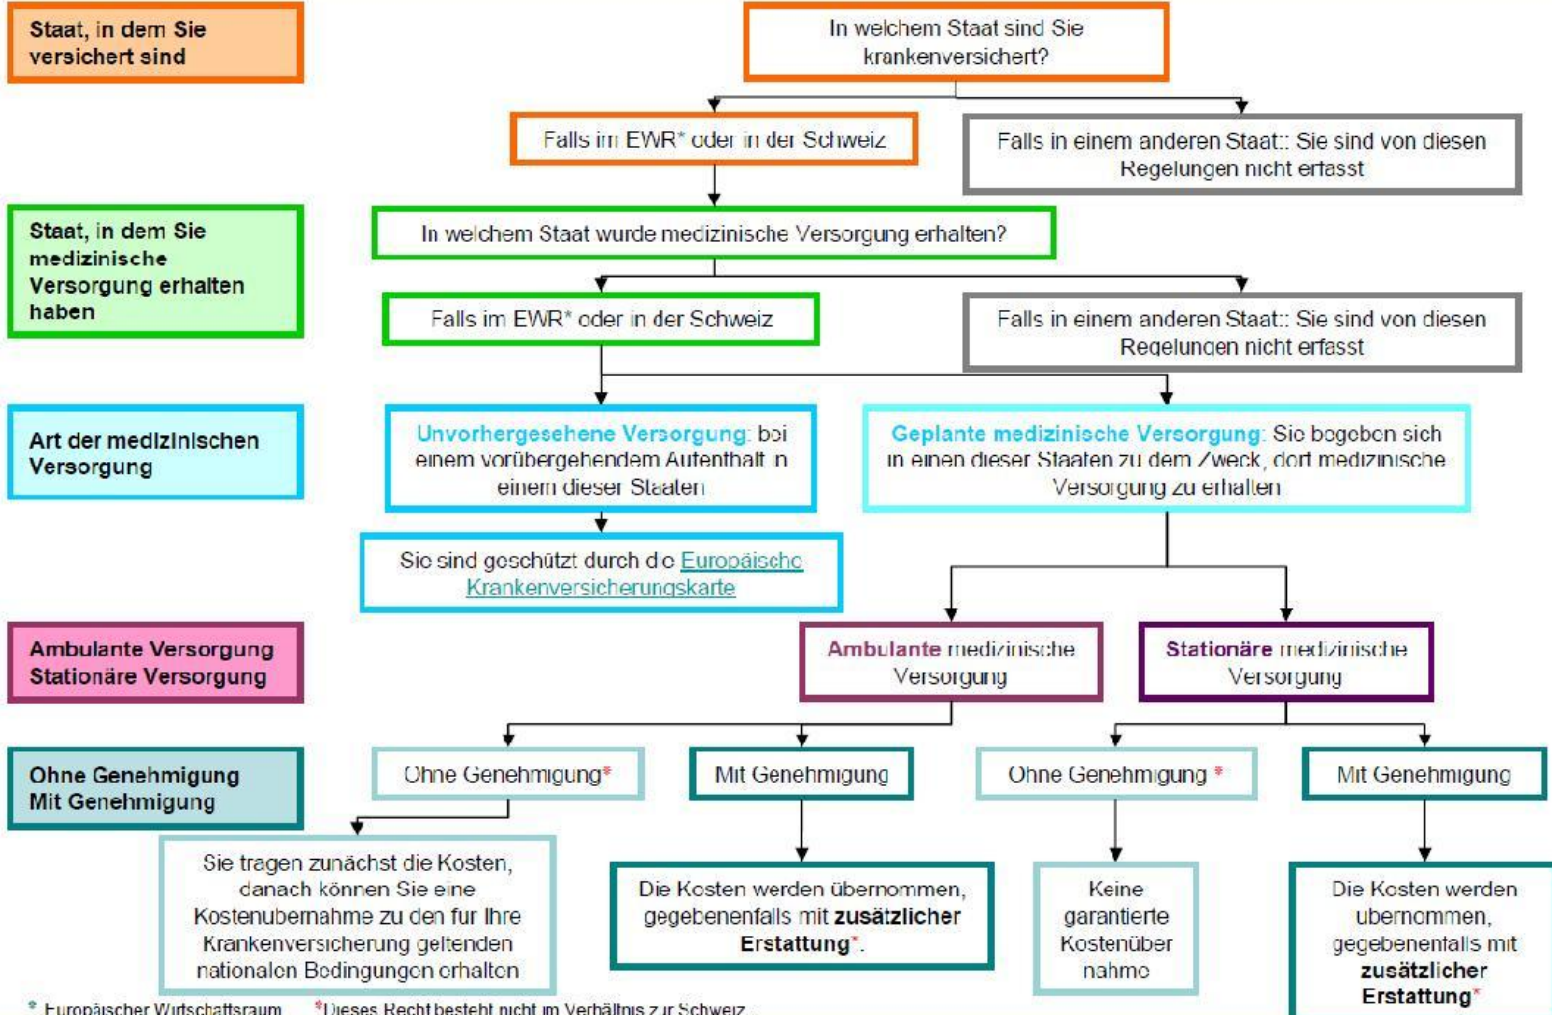 Staat, in dem Sie
versichert sind
In welchem Staat sind Sie
krankenversichert?
Falls im EWR* oder in der Schweiz
Falls in einem anderen Staat:: Sie sind von diesen
Regelungen nicht erfasst
Staat, in dem Sie
medizinische
Versorgung erhalten
haben
In welchem Staat wurde medizinische Versorgung erhalten?
Falls im EWR* oder in der Schweiz
Falls in einem anderen Staat:: Sie sind von diesen
Regelungen nicht erfasst
Art der medizinischen
Versorgung
Unvorhergesehene Versorgung: bei
einem vorübergehendem Aufenthalt in
einem dieser Staaten
Geplante medizinische Versorgung: Sie begeben sich
in einen dieser Staaten zu dem Zweck, dort medizinische
Versorgung zu erhalten
Sie sind geschützt durch die Europäische
Krankenversicherungskarte
Ambulante Versorgung
Stationäre Versorgung
Ambulante medizinische
Versorgung
Stationäre medizinische
Versorgung
Ohne Genehmigung
Mit Genehmigung
Ohne Genehmigung*
Mit Genehmigung
Ohne Genehmigung *
Mit Genehmigung
Sie tragen zunächst die Kosten,
danach können Sie eine
Kostenübernahme zu den für Ihre
Krankenversicherung geltenden
nationalen Bedingungen erhalten
Die Kosten werden übernommen,
gegebenenfalls mit zusätzlicher
Erstattung*.
Keine
garantierte
Kostenüber
nahme
Die Kosten werden
übernommen,
gegebenenfalls mit
zusätzlicher
Erstattung*
* Europäischer Wirtschaftsraum *Dieses Recht besteht nicht im Verhältnis zur Schweiz.